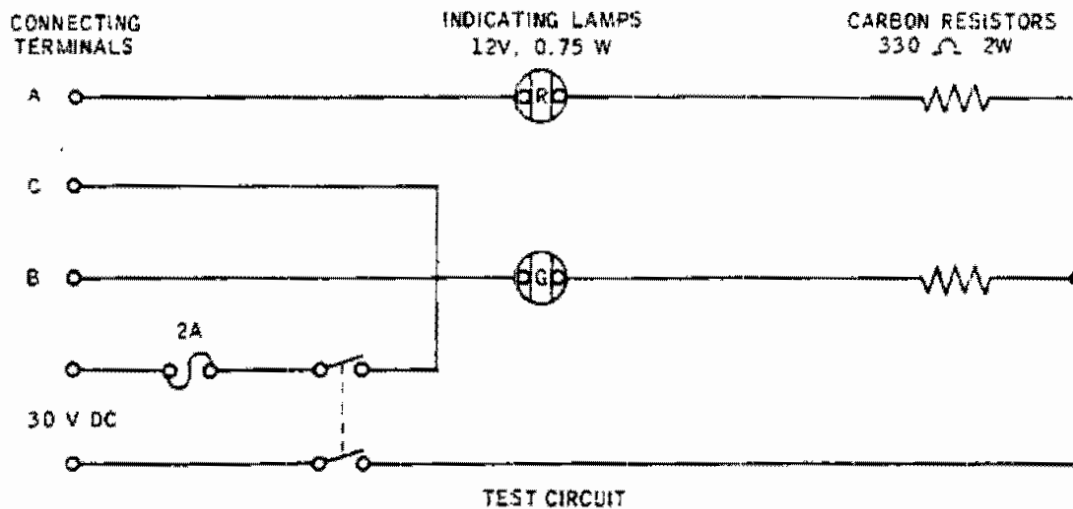 CONNECTING
TERMINALS
INDICATING LAMPS
12V, 0.75 W
CARBON RESISTORS
330 Ω 2W
A
R
C
B
G
2A
30 V DC
TEST CIRCUIT